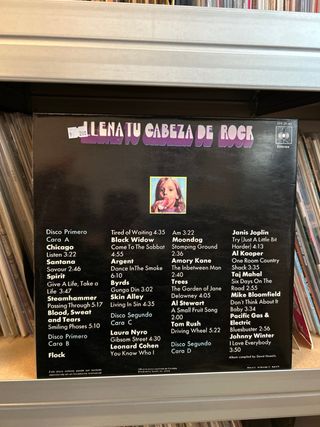 LLENA TU CABEZA DE ROCK
CBS
Disco Primero
Cara A
Chicago
Listen 3:22
Santana
Savour 2:46
Spirit
Give A Life, Take a
Life 3:47
Steamhammer
Passing Through 5:17
Blood, Sweat
and Tears
Smiling Phases 5:10
Disco Primero
Cara B
Flock
Tired of Waiting 4:35
Black Widow
Come To The Sabbat
4:55
Argent
Dance In The Smoke
6:10
Byrds
Gunga Din 3:02
Skin Alley
Living In Sin 4:35
Disco Segundo
Cara C
Laura Nyro
Gibsom Street 4:30
Leonard Cohen
You Know Who I
Am 3:22
Moondog
Stomping Ground
2:35
Amory Kane
The Inbetween Man
2:40
Trees
The Garden of Jane
Delawney 4:05
Al Stewart
A Small Fruit Song
2:00
Tom Rush
Driving Wheel 5:22
Disco Segundo
Cara D
Janis Joplin
Try (Just A Little Bit
Harder) 4:13
Al Kooper
One Room Country
Shack 3:35
Taj Mahal
Six Days On The
Road 2:55
Mike Bloomfield
Don't Think About It
Baby 3:34
Pacific Gas &
Electric
Bluesbuster 2:56
Johnny Winter
I Love Everybody
3:50
Album compiled by David Howells.